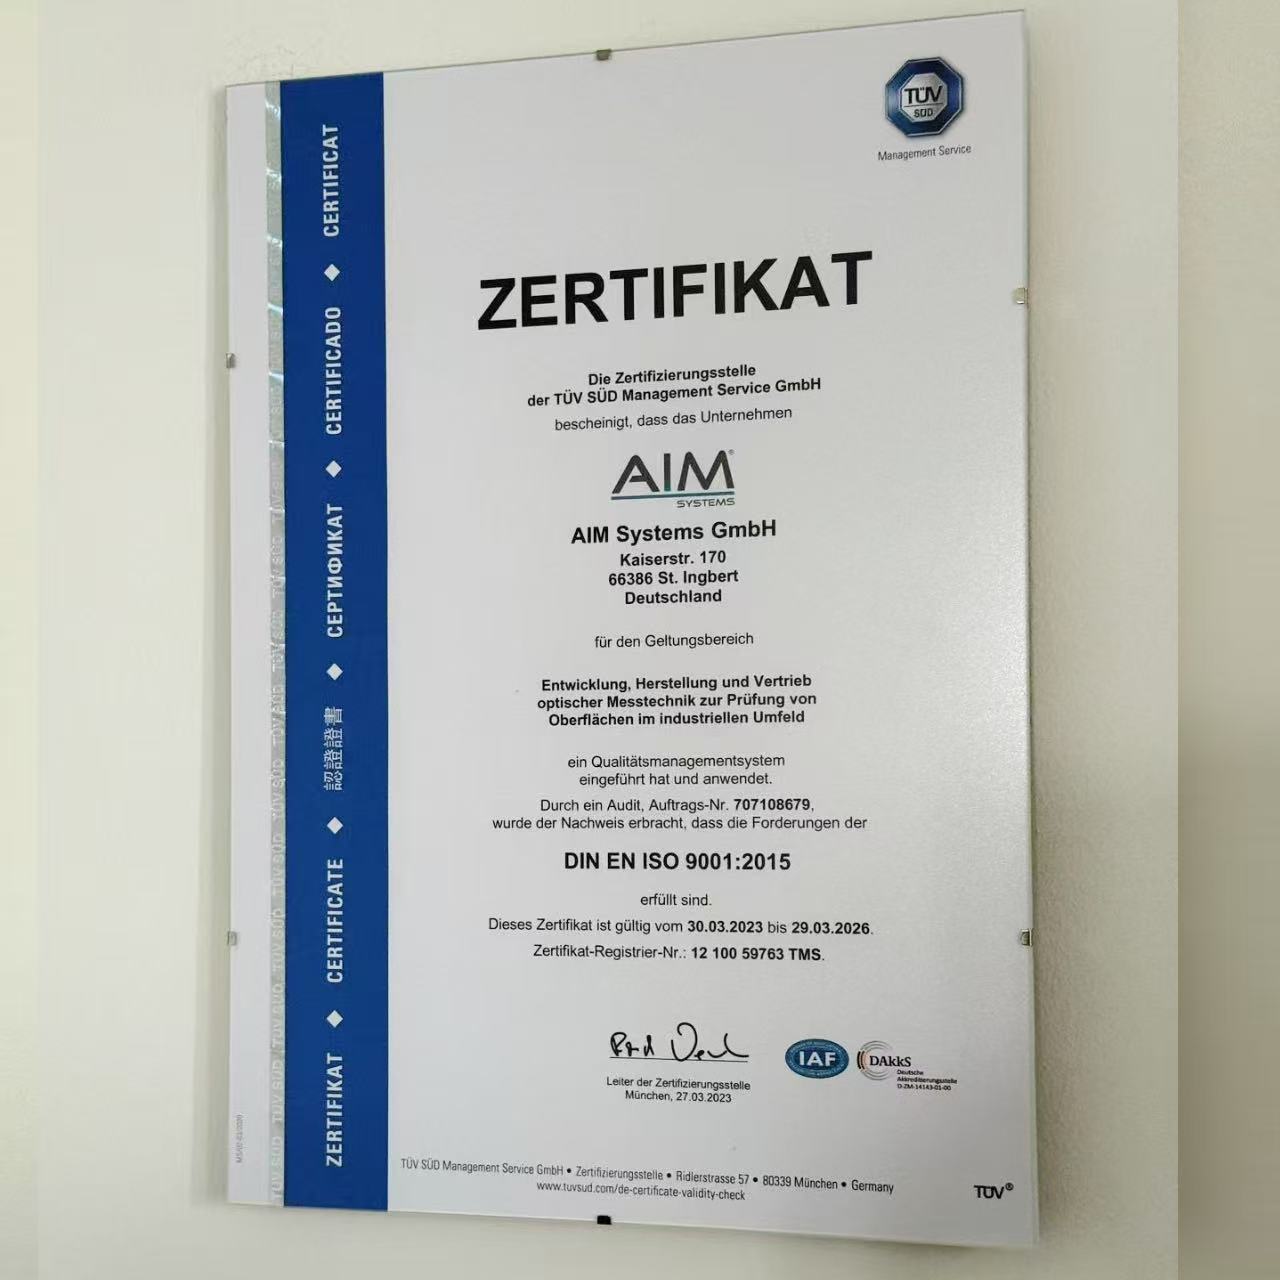 TÜV
SÜD
Management Service
ZERTIFIKAT ◆ CERTIFICATE ◆ 認證證書 ◆ СЕРТИФИКАТ ◆ CERTIFICADO ◆ CERTIFICAT
ZERTIFIKAT
Die Zertifizierungsstelle
der TÜV SÜD Management Service GmbH
bescheinigt, dass das Unternehmen
AIM®
SYSTEMS
AIM Systems GmbH
Kaiserstr. 170
66386 St. Ingbert
Deutschland
für den Geltungsbereich
Entwicklung, Herstellung und Vertrieb
optischer Messtechnik zur Prüfung von
Oberflächen im industriellen Umfeld
ein Qualitätsmanagementsystem
eingeführt hat und anwendet.
Durch ein Audit, Auftrags-Nr. 707108679,
wurde der Nachweis erbracht, dass die Forderungen der
DIN EN ISO 9001:2015
erfüllt sind.
Dieses Zertifikat ist gültig vom 30.03.2023 bis 29.03.2026.
Zertifikat-Registrier-Nr.: 12 100 59763 TMS.
Leiter der Zertifizierungsstelle
München, 27.03.2023
IAF
DAkkS
Deutsche
Akkreditierungsstelle
D-ZM-14143-01-00
TÜV SÜD Management Service GmbH • Zertifizierungsstelle • Ridlerstrasse 57 • 80339 München • Germany
www.tuvsud.com/de-certificate-validity-check
TÜV®